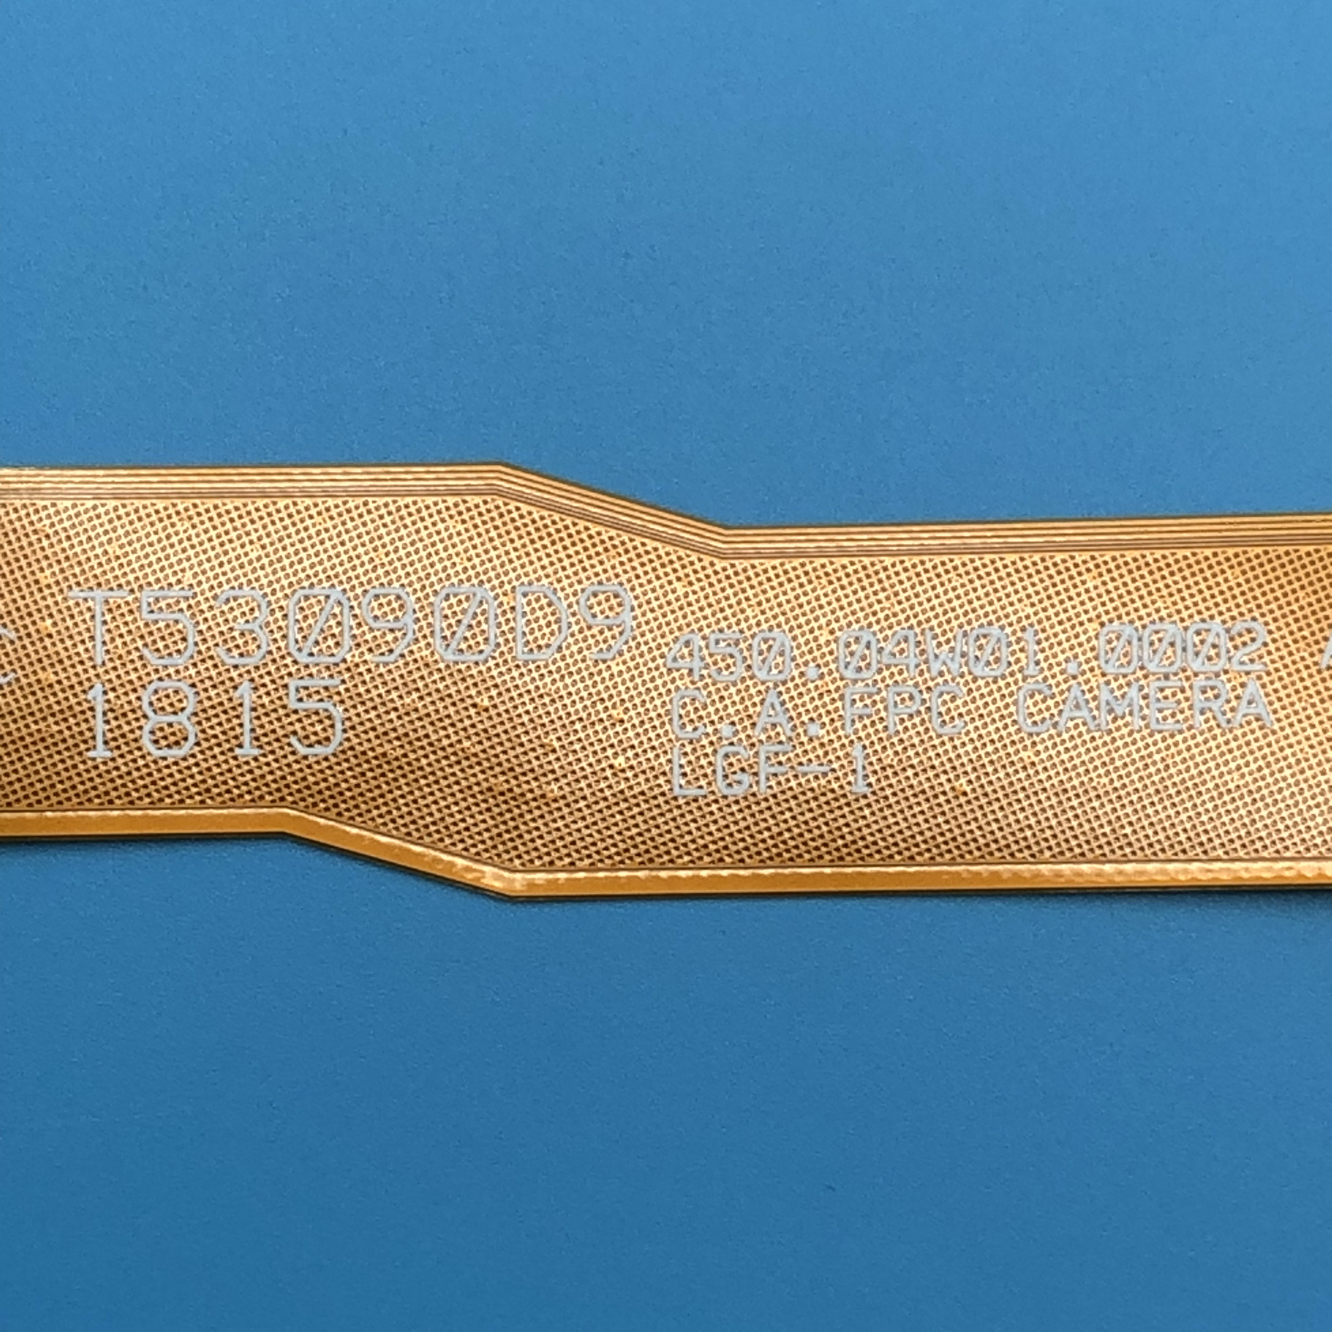 T53090D9
1815
450.04W01.0002
C.A.FPC CAMERA
LGF-1